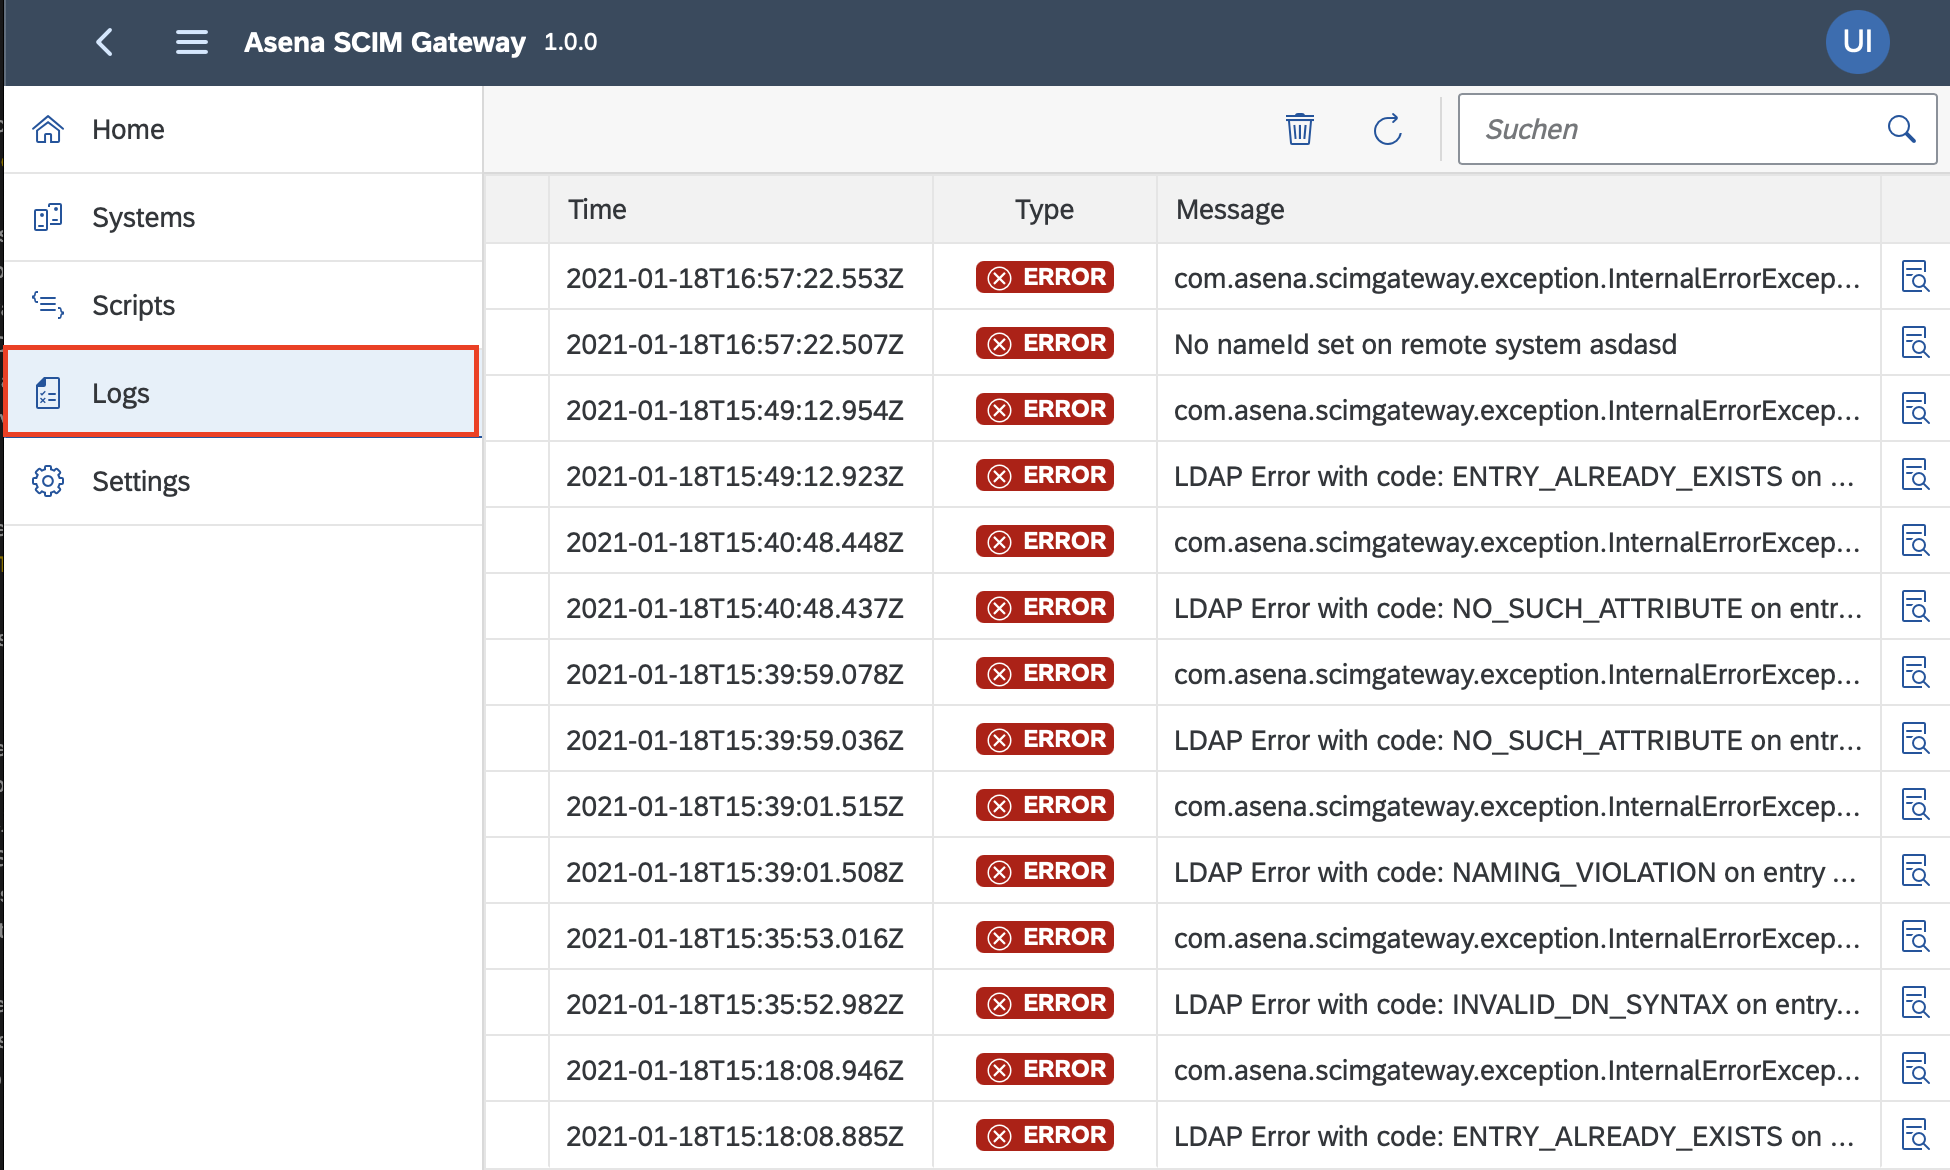 Asena SCIM Gateway 1.0.0 UI
Home
Systems
Scripts
Logs
Settings
Suchen
Time Type Message
2021-01-18T16:57:22.553Z ERROR com.asena.scimgateway.exception.InternalErrorExcep...
2021-01-18T16:57:22.507Z ERROR No nameId set on remote system asdasd
2021-01-18T15:49:12.954Z ERROR com.asena.scimgateway.exception.InternalErrorExcep...
2021-01-18T15:49:12.923Z ERROR LDAP Error with code: ENTRY_ALREADY_EXISTS on ...
2021-01-18T15:40:48.448Z ERROR com.asena.scimgateway.exception.InternalErrorExcep...
2021-01-18T15:40:48.437Z ERROR LDAP Error with code: NO_SUCH_ATTRIBUTE on entr...
2021-01-18T15:39:59.078Z ERROR com.asena.scimgateway.exception.InternalErrorExcep...
2021-01-18T15:39:59.036Z ERROR LDAP Error with code: NO_SUCH_ATTRIBUTE on entr...
2021-01-18T15:39:01.515Z ERROR com.asena.scimgateway.exception.InternalErrorExcep...
2021-01-18T15:39:01.508Z ERROR LDAP Error with code: NAMING_VIOLATION on entry ...
2021-01-18T15:35:53.016Z ERROR com.asena.scimgateway.exception.InternalErrorExcep...
2021-01-18T15:35:52.982Z ERROR LDAP Error with code: INVALID_DN_SYNTAX on entry...
2021-01-18T15:18:08.946Z ERROR com.asena.scimgateway.exception.InternalErrorExcep...
2021-01-18T15:18:08.885Z ERROR LDAP Error with code: ENTRY_ALREADY_EXISTS on ...